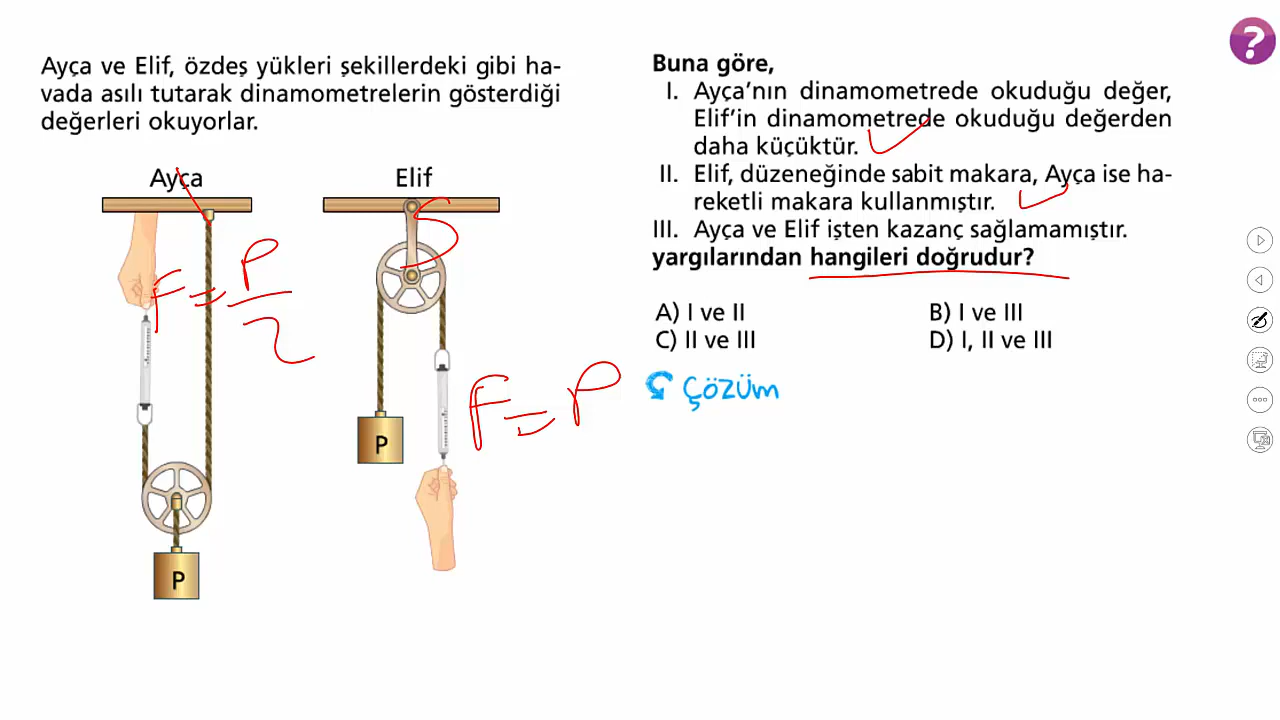 ?
Ayça ve Elif, özdeş yükleri şekillerdeki gibi ha-
vada asılı tutarak dinamometrelerin gösterdiği
değerleri okuyorlar.
Ayça
Elif
S
F = P/2
F = P
P
P
Buna göre,
I. Ayça’nın dinamometrede okuduğu değer,
Elif’in dinamometrede okuduğu değerden
daha küçüktür.
II. Elif, düzeneğinde sabit makara, Ayça ise ha-
reketli makara kullanmıştır.
III. Ayça ve Elif işten kazanç sağlamamıştır.
yargılarından hangileri doğrudur?
A) I ve II
B) I ve III
C) II ve III
D) I, II ve III
Çözüm